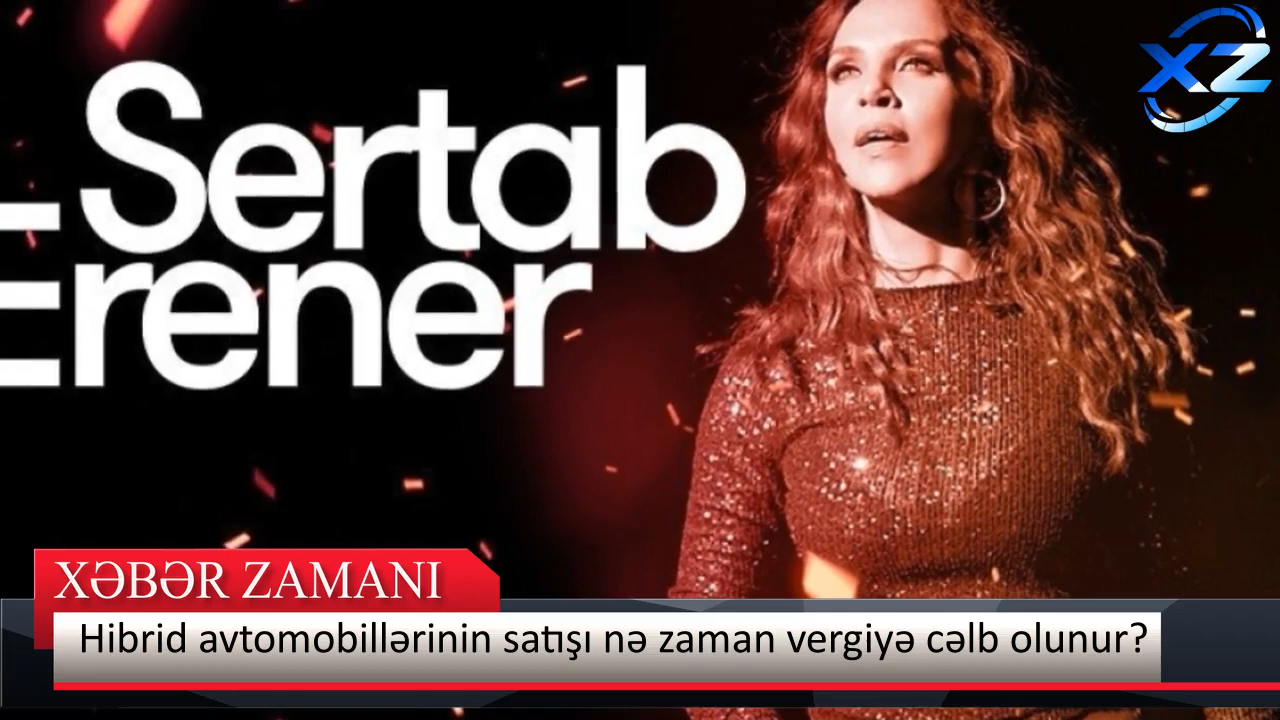 Sertab
Erener
XZ
XƏBƏR ZAMANI
Hibrid avtomobillərinin satışı nə zaman vergiyə cəlb olunur?